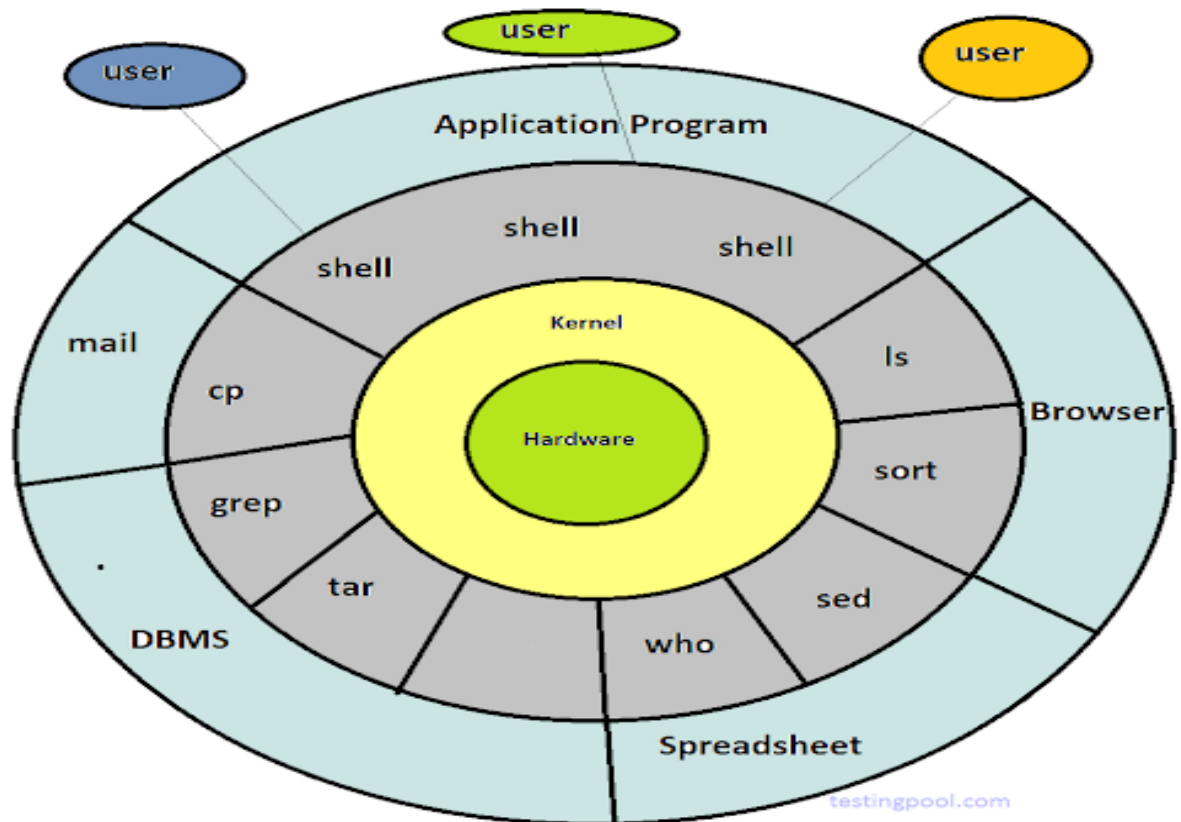 user
user
user
Application Program
shell
shell
shell
mail
Kernel
ls
cp
Browser
Hardware
sort
grep
tar
sed
DBMS
who
Spreadsheet
testingpool.com